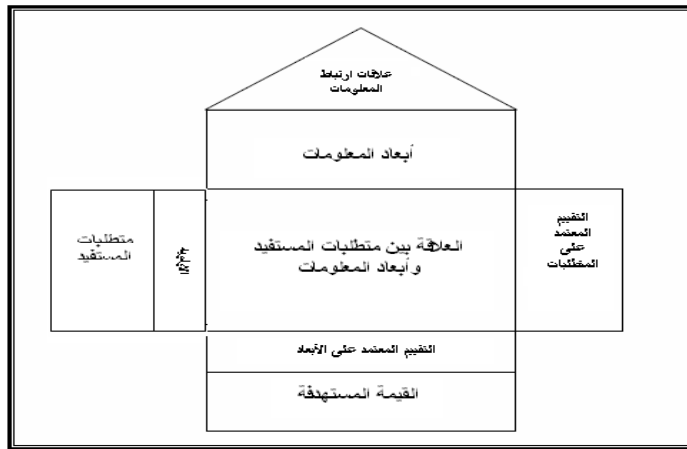 علاقات ارتباط
المعلومات
أبعاد المعلومات
التقييم
المعتمد
على
المتطلبات
العلاقة بين متطلبات المستفيد
وأبعاد المعلومات
متطلبات
المستفيد
التقييم المعتمد على الأبعاد
القيمة المستهدفة